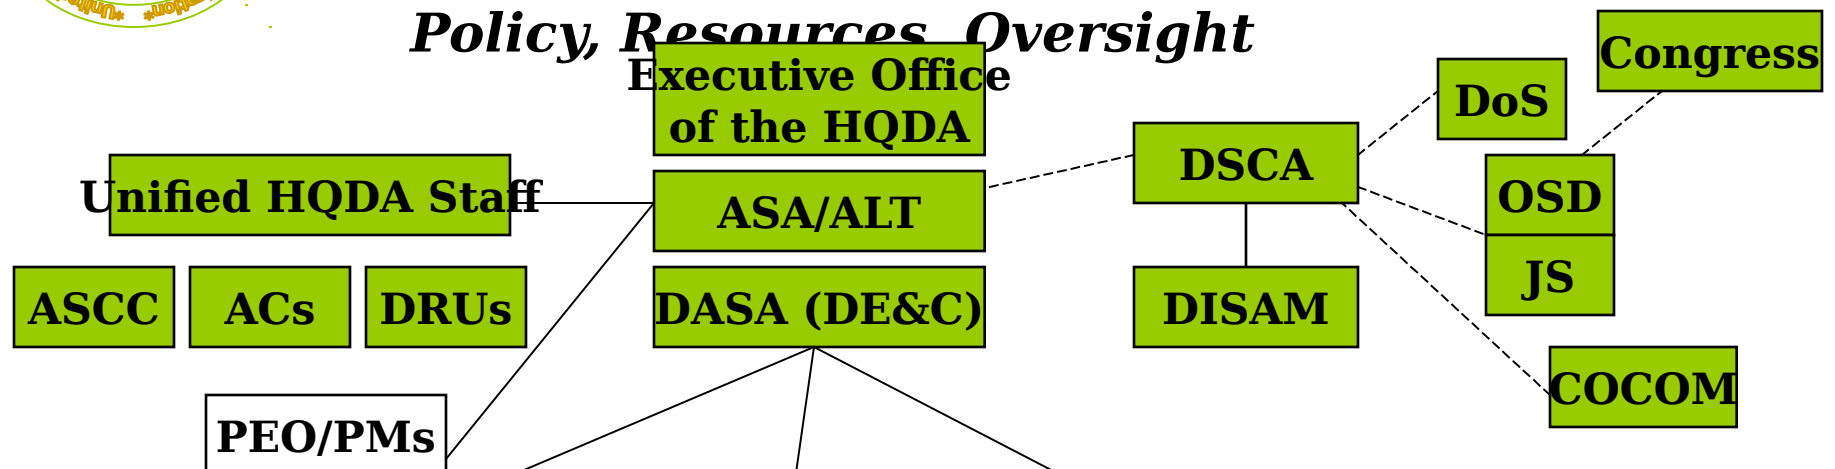 Policy, Resources, Oversight
Executive Office
of the HQDA
Congress
DoS
DSCA
Unified HQDA Staff
ASA/ALT
OSD
JS
ASCC
ACs
DRUs
DASA (DE&C)
DISAM
COCOM
PEO/PMs